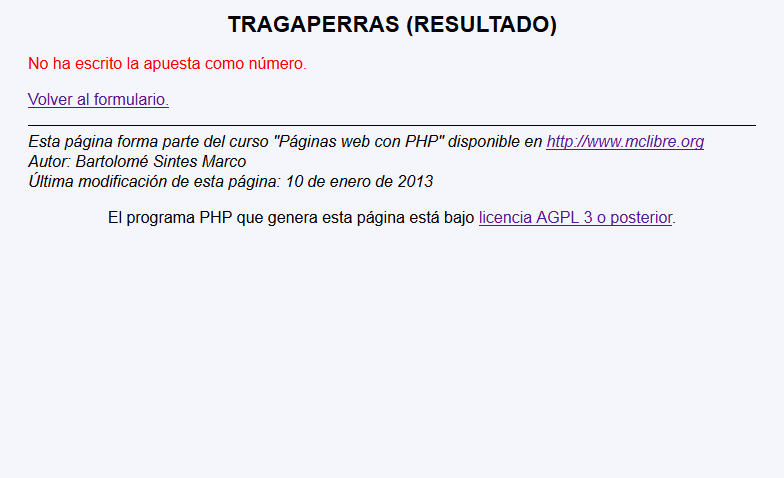 TRAGAPERRAS (RESULTADO)
No ha escrito la apuesta como número.
Volver al formulario.
Esta página forma parte del curso "Páginas web con PHP" disponible en http://www.mclibre.org
Autor: Bartolomé Sintes Marco
Última modificación de esta página: 10 de enero de 2013
El programa PHP que genera esta página está bajo licencia AGPL 3 o posterior.